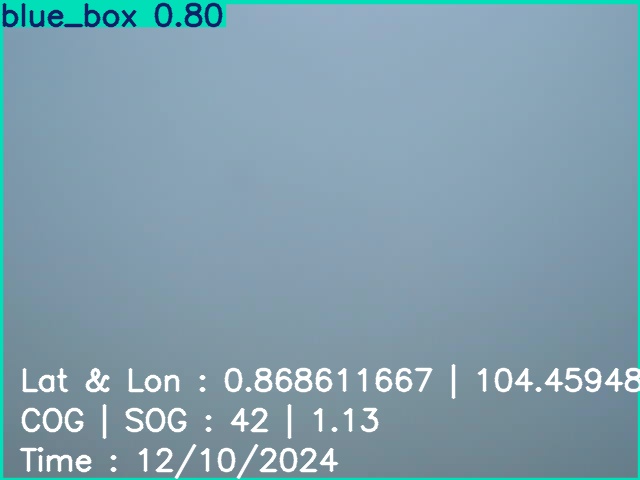 blue_box 0.80
Lat & Lon : 0.868611667 | 104.45948
COG | SOG : 42 | 1.13
Time : 12/10/2024